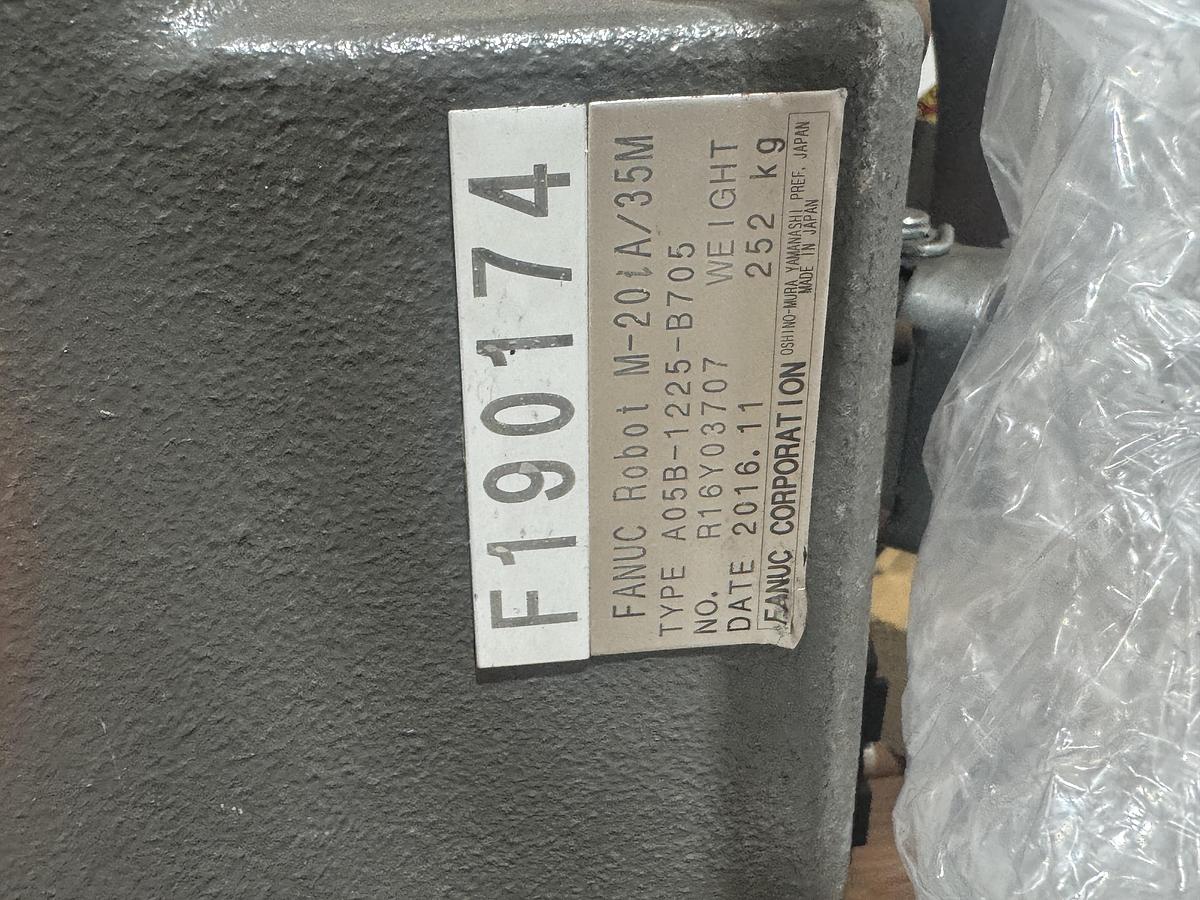 F190174
FANUC Robot M-20iA/35M
TYPE A05B-1225-B705
NO. R16Y03707 WEIGHT
DATE 2016.11 252 kg
FANUC CORPORATION OSHINO-MURA YAMANASHI PREF. JAPAN
MADE IN JAPAN